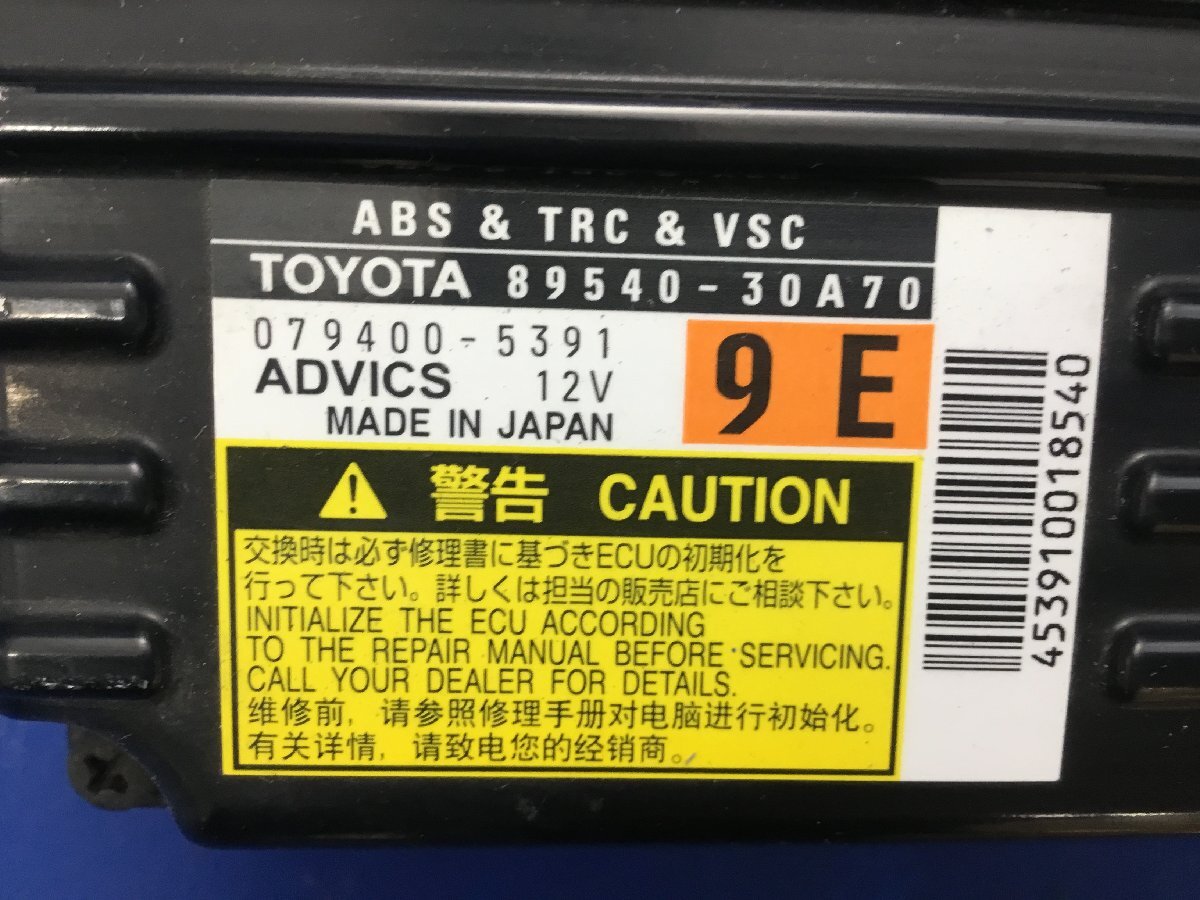 ABS & TRC & VSC
TOYOTA 89540-30A70
079400-5391
ADVICS 12V
MADE IN JAPAN
9E
453910018540
警告 CAUTION
交換時は必ず修理書に基づきECUの初期化を
行って下さい。詳しくは担当の販売店にご相談下さい。
INITIALIZE THE ECU ACCORDING
TO THE REPAIR MANUAL BEFORE SERVICING.
CALL YOUR DEALER FOR DETAILS.
维修前，请参照修理手册对电脑进行初始化。
有关详情，请致电您的经销商。